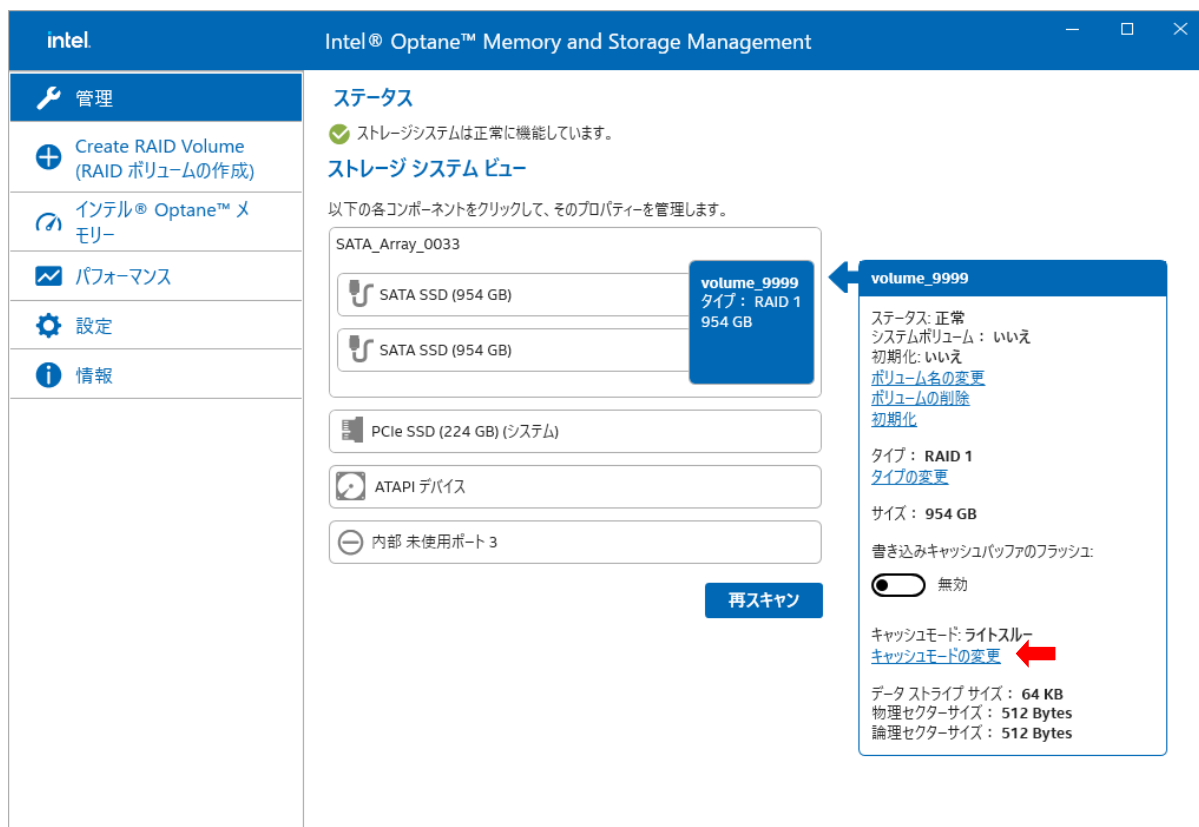 intel.
Intel® Optane™ Memory and Storage Management
管理
Create RAID Volume
(RAID ボリュームの作成)
インテル® Optane™ メ
モリー
パフォーマンス
設定
情報
ステータス
ストレージシステムは正常に機能しています。
ストレージ システム ビュー
以下の各コンポーネントをクリックして、そのプロパティーを管理します。
SATA_Array_0033
SATA SSD (954 GB)
SATA SSD (954 GB)
volume_9999
タイプ： RAID 1
954 GB
PCIe SSD (224 GB) (システム)
ATAPI デバイス
内部 未使用ポート 3
再スキャン
volume_9999
ステータス: 正常
システムボリューム： いいえ
初期化: いいえ
ボリューム名の変更
ボリュームの削除
初期化
タイプ： RAID 1
タイプの変更
サイズ： 954 GB
書き込みキャッシュバッファのフラッシュ:
無効
キャッシュモード: ライトスルー
キャッシュモードの変更
データ ストライプ サイズ： 64 KB
物理セクターサイズ： 512 Bytes
論理セクターサイズ： 512 Bytes